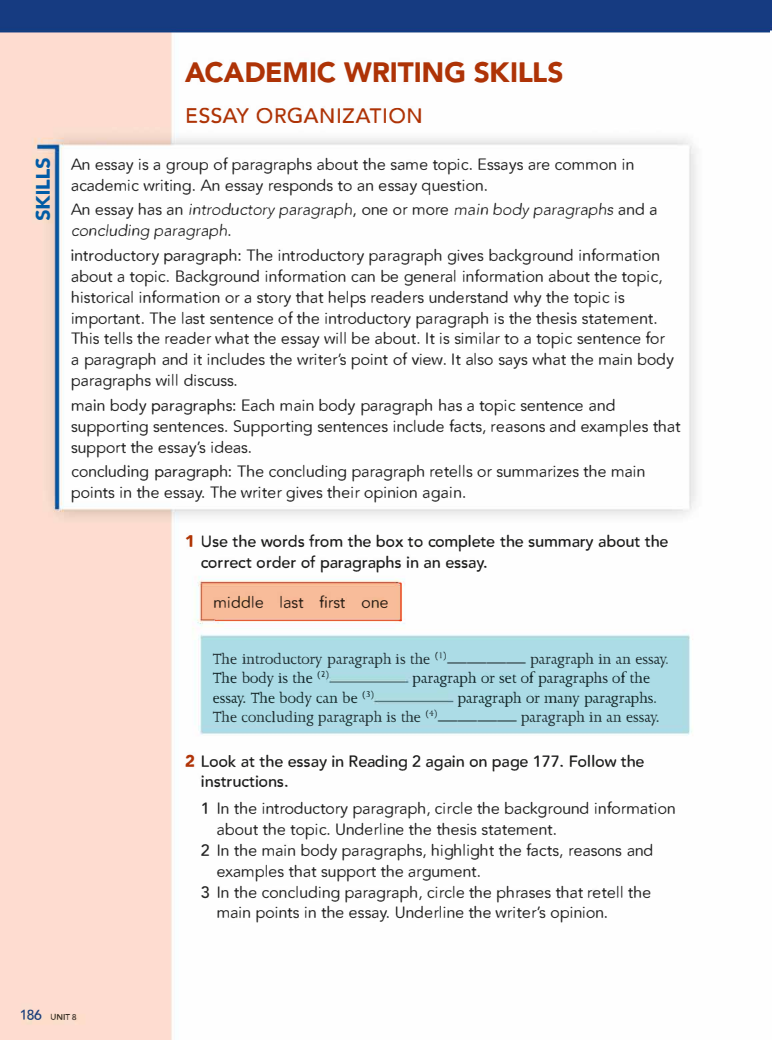 ACADEMIC WRITING SKILLS
ESSAY ORGANIZATION
SKILLS
An essay is a group of paragraphs about the same topic. Essays are common in
academic writing. An essay responds to an essay question.
An essay has an introductory paragraph, one or more main body paragraphs and a
concluding paragraph.
introductory paragraph: The introductory paragraph gives background information
about a topic. Background information can be general information about the topic,
historical information or a story that helps readers understand why the topic is
important. The last sentence of the introductory paragraph is the thesis statement.
This tells the reader what the essay will be about. It is similar to a topic sentence for
a paragraph and it includes the writer's point of view. It also says what the main body
paragraphs will discuss.
main body paragraphs: Each main body paragraph has a topic sentence and
supporting sentences. Supporting sentences include facts, reasons and examples that
support the essay's ideas.
concluding paragraph: The concluding paragraph retells or summarizes the main
points in the essay. The writer gives their opinion again.
1 Use the words from the box to complete the summary about the
correct order of paragraphs in an essay.
middle last first one
The introductory paragraph is the (1)__________ paragraph in an essay.
The body is the (2)__________ paragraph or set of paragraphs of the
essay. The body can be (3)__________ paragraph or many paragraphs.
The concluding paragraph is the (4)__________ paragraph in an essay.
2 Look at the essay in Reading 2 again on page 177. Follow the
instructions.
1 In the introductory paragraph, circle the background information
about the topic. Underline the thesis statement.
2 In the main body paragraphs, highlight the facts, reasons and
examples that support the argument.
3 In the concluding paragraph, circle the phrases that retell the
main points in the essay. Underline the writer's opinion.
186 UNIT 8